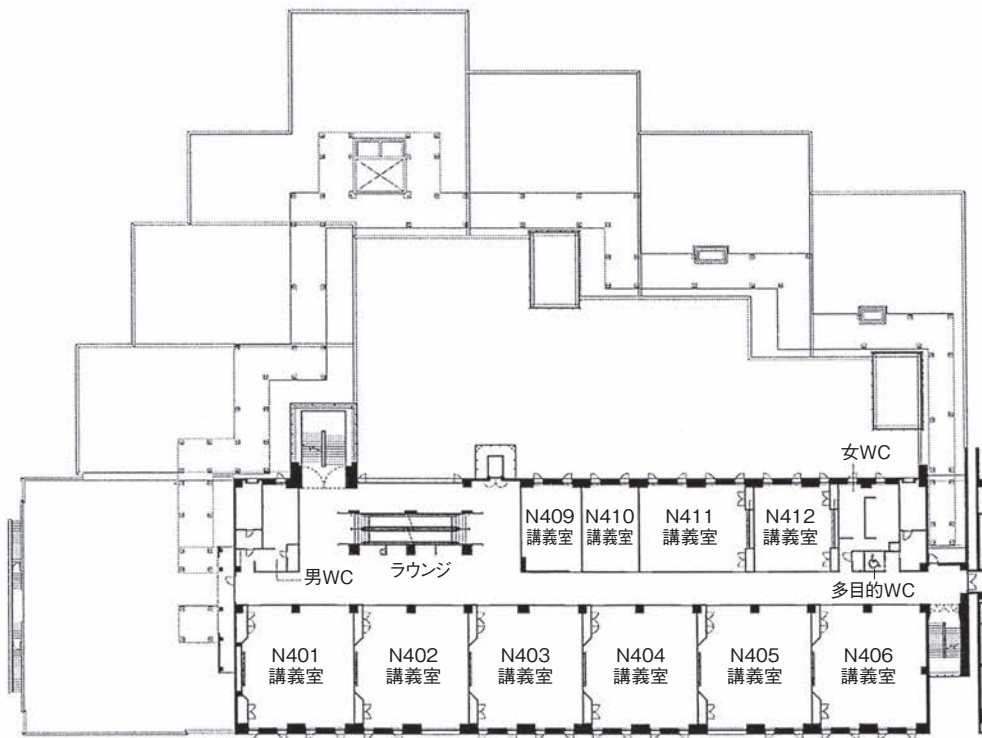 女WC
N409
講義室
N410
講義室
N411
講義室
N412
講義室
ラウンジ
男WC
多目的WC
N401
講義室
N402
講義室
N403
講義室
N404
講義室
N405
講義室
N406
講義室